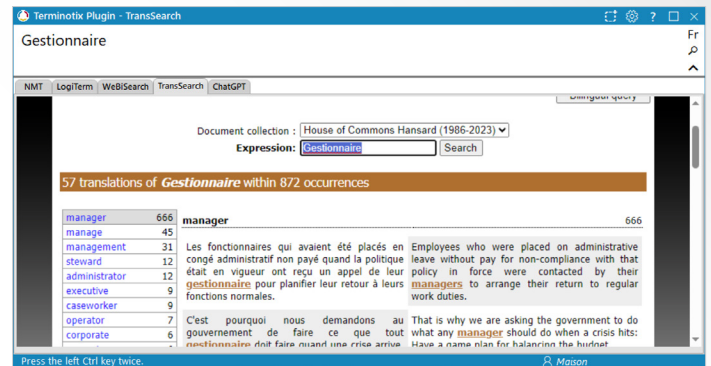 Terminotix Plugin - TransSearch
?
Gestionnaire
Fr
NMT LogiTerm WeBiSearch TransSearch ChatGPT
Bilingual query
Document collection : House of Commons Hansard (1986-2023)
Expression: Gestionnaire Search
57 translations of Gestionnaire within 872 occurrences
manager 666
manage 45
management 31
steward 12
administrator 12
executive 9
caseworker 9
operator 7
corporate 6
manager 666
Les fonctionnaires qui avaient été placés en
congé administratif non payé quand la politique
était en vigueur ont reçu un appel de leur
gestionnaire pour planifier leur retour à leurs
fonctions normales.
Employees who were placed on administrative
leave without pay for non-compliance with that
policy in force were contacted by their
managers to arrange their return to regular
work duties.
C'est pourquoi nous demandons au
gouvernement de faire ce que tout
gestionnaire doit faire quand une crise arrive
That is why we are asking the government to do
what any manager should do when a crisis hits:
Have a game plan for balancing the budget
Press the left Ctrl key twice.
Maison